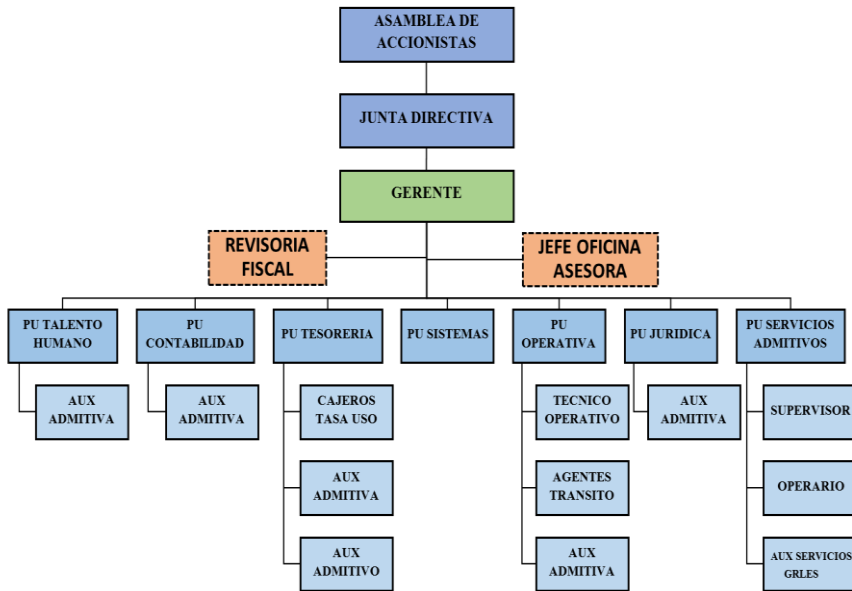 ASAMBLEA DE
ACCIONISTAS
JUNTA DIRECTIVA
GERENTE
REVISORIA
FISCAL
JEFE OFICINA
ASESORA
PU TALENTO
HUMANO
PU
CONTABILIDAD
PU TESORERIA
PU SISTEMAS
PU
OPERATIVA
PU JURIDICA
PU SERVICIOS
ADMITIVOS
AUX
ADMITIVA
AUX
ADMITIVA
CAJEROS
TASA USO
TECNICO
OPERATIVO
AUX
ADMITIVA
SUPERVISOR
AUX
ADMITIVA
AGENTES
TRANSITO
OPERARIO
AUX
ADMITIVO
AUX
ADMITIVA
AUX SERVICIOS
GRLES